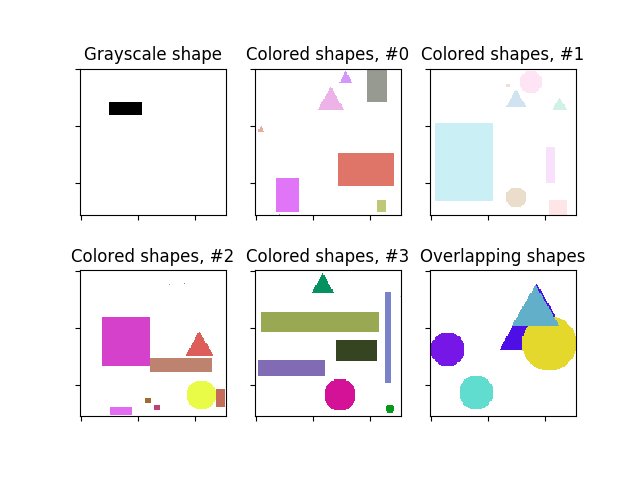 Grayscale shape
Colored shapes, #0
Colored shapes, #1
Colored shapes, #2
Colored shapes, #3
Overlapping shapes